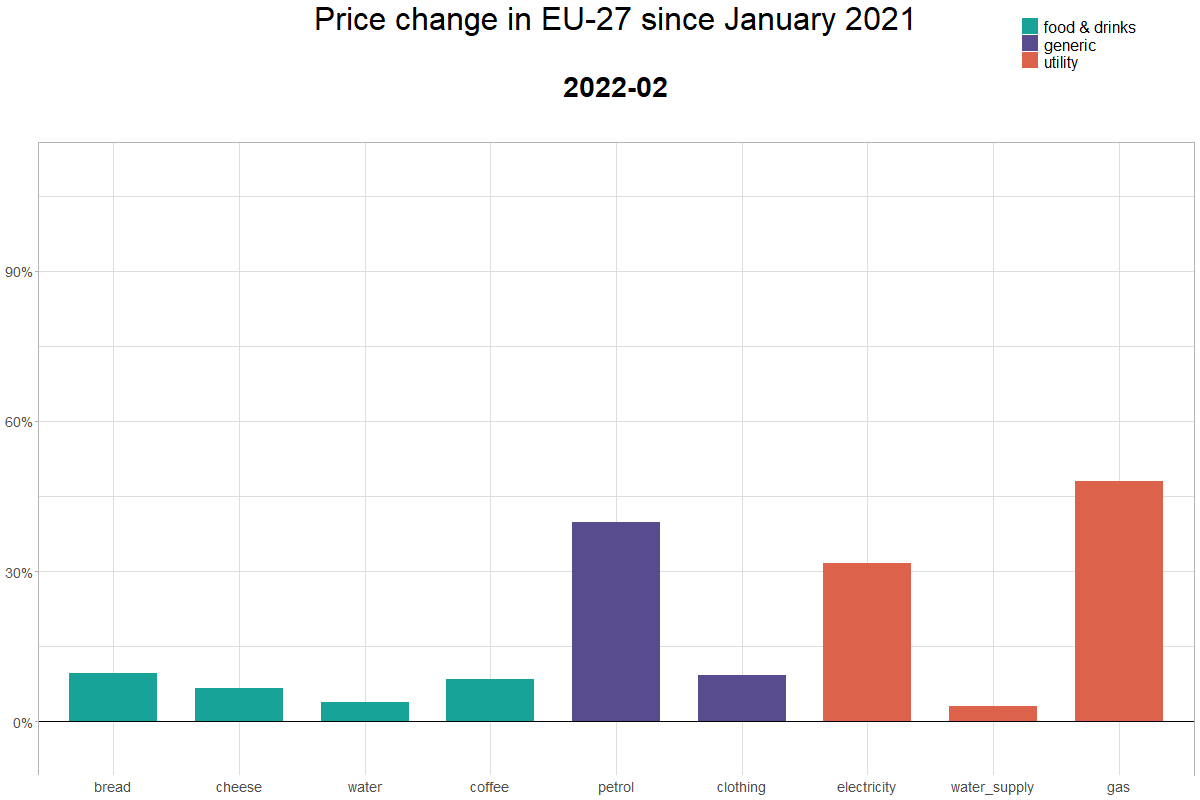 Price change in EU-27 since January 2021
food & drinks
generic
utility
2022-02
90%
60%
30%
0%
bread cheese water coffee petrol clothing electricity water_supply gas